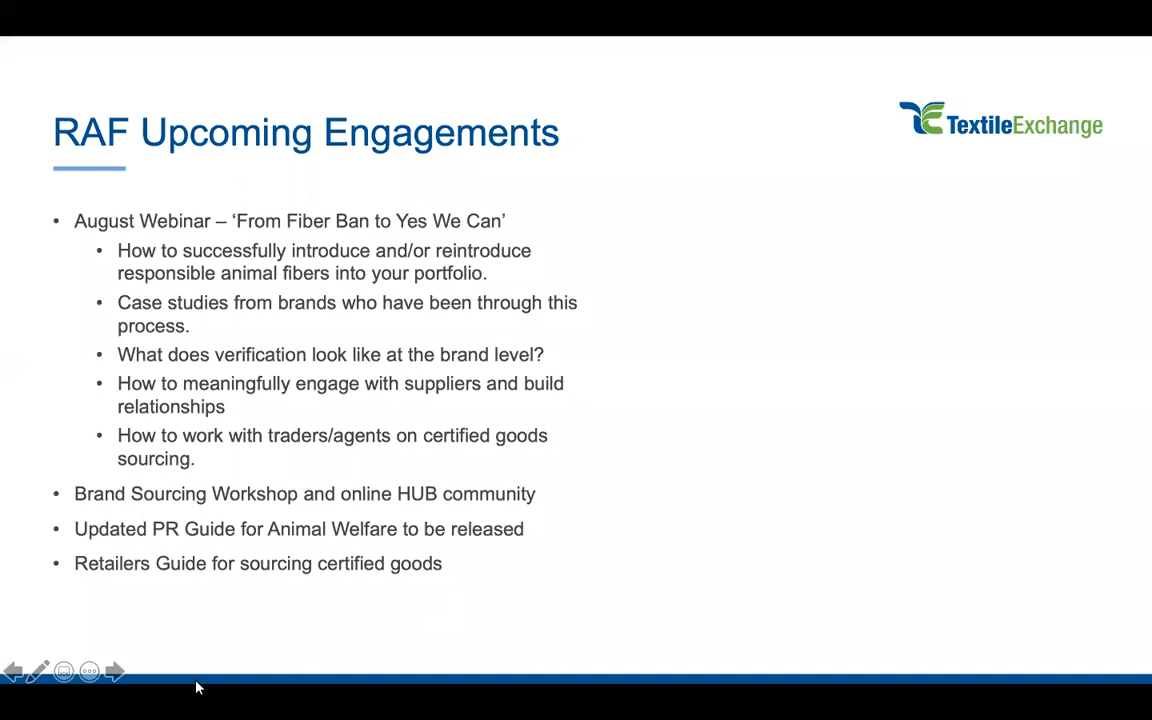 RAF Upcoming Engagements
TextileExchange
• August Webinar – ‘From Fiber Ban to Yes We Can’
• How to successfully introduce and/or reintroduce
responsible animal fibers into your portfolio.
• Case studies from brands who have been through this
process.
• What does verification look like at the brand level?
• How to meaningfully engage with suppliers and build
relationships
• How to work with traders/agents on certified goods
sourcing.
• Brand Sourcing Workshop and online HUB community
• Updated PR Guide for Animal Welfare to be released
• Retailers Guide for sourcing certified goods